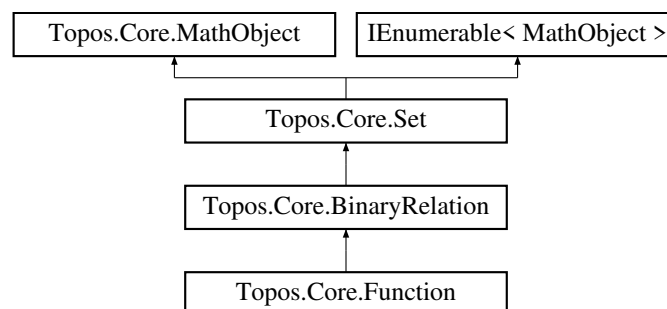 Topos.Core.MathObject
IEnumerable< MathObject >
Topos.Core.Set
Topos.Core.BinaryRelation
Topos.Core.Function